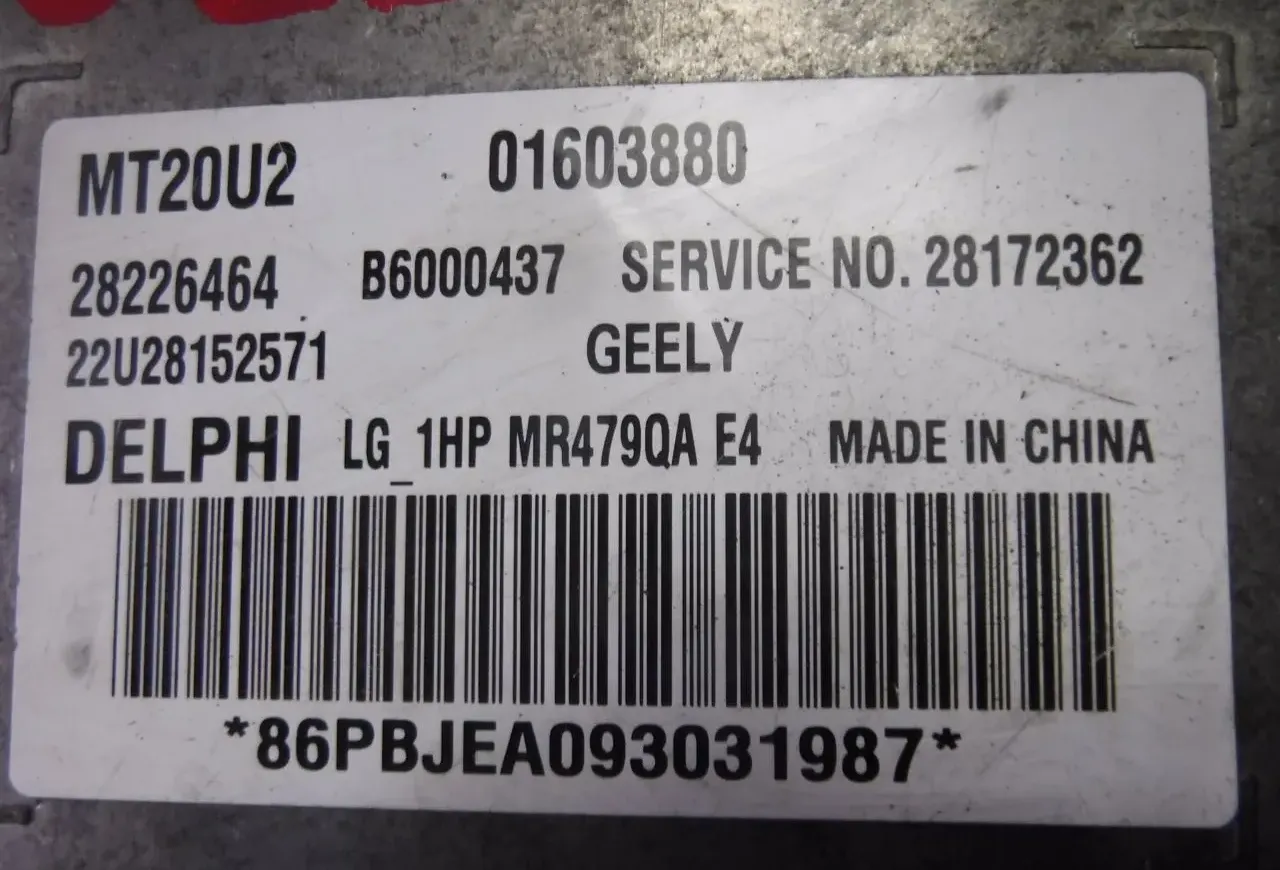 MT20U2 01603880
28226464 B6000437 SERVICE NO. 28172362
22U28152571 GEELY
DELPHI LG_1HP MR479QA E4 MADE IN CHINA
*86PBJEA093031987*